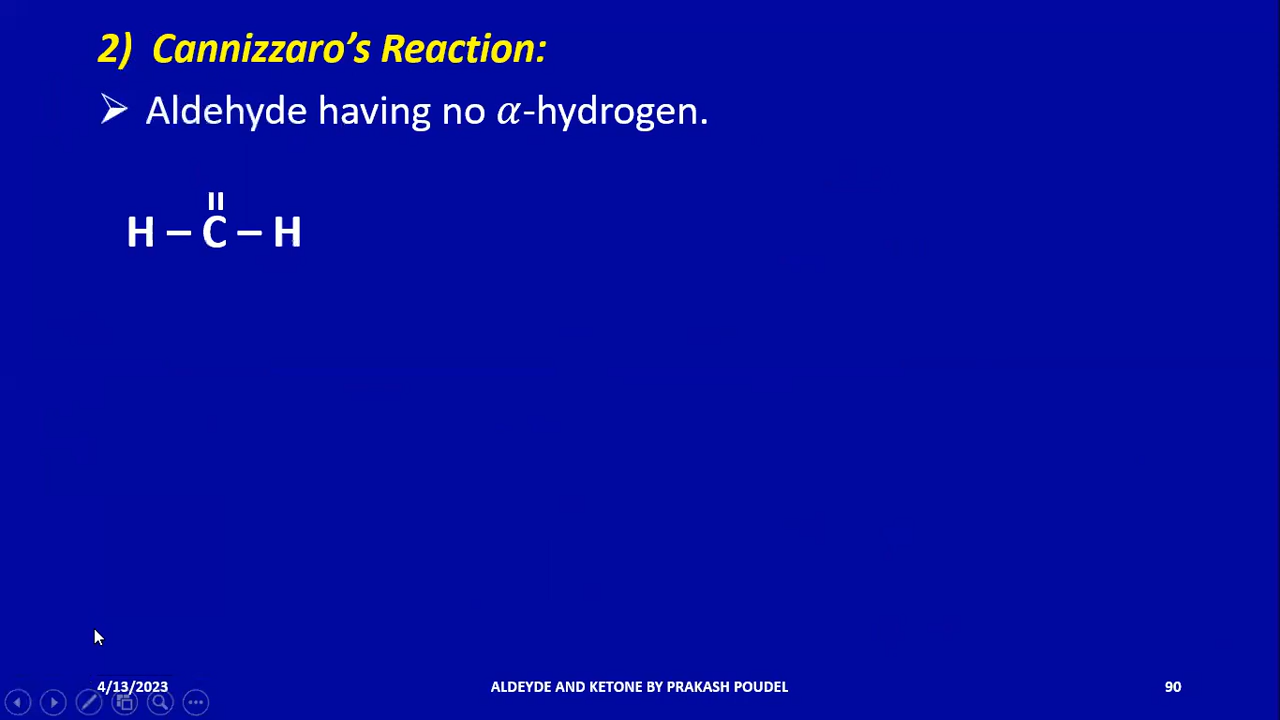 2) Cannizzaro’s Reaction:
➢ Aldehyde having no 𝛼-hydrogen.
=
H – C – H
4/13/2023
ALDEYDE AND KETONE BY PRAKASH POUDEL
90